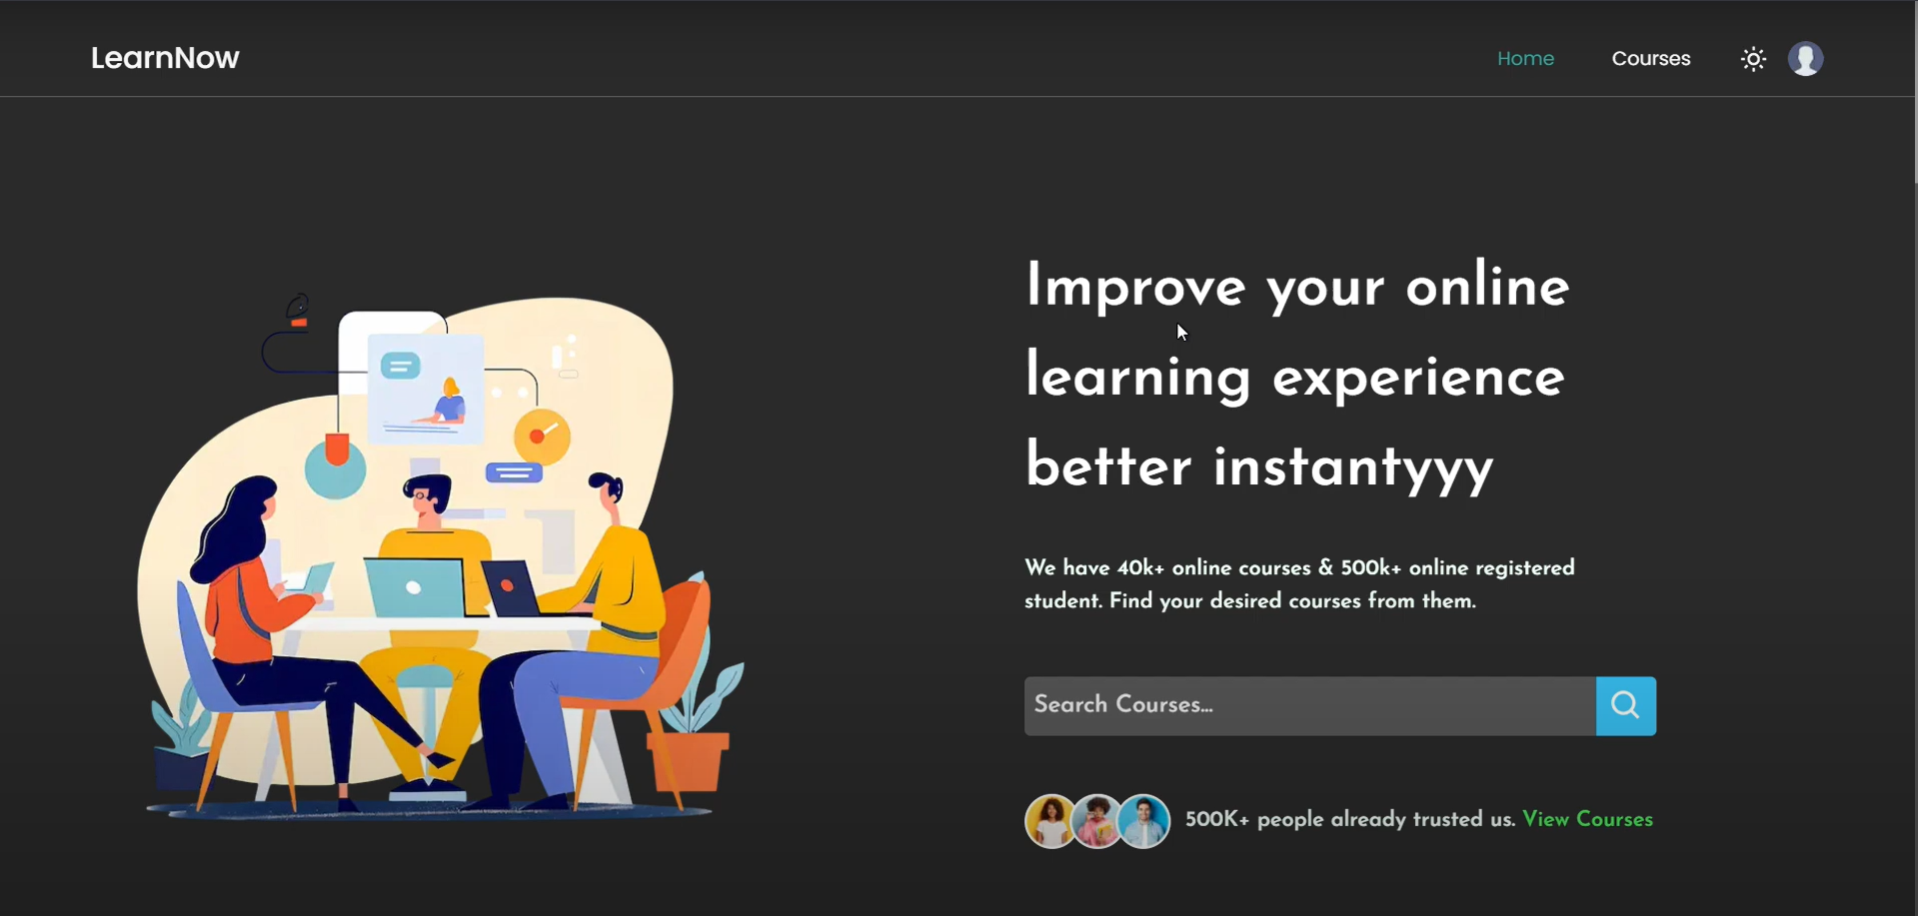 LearnNow
Home
Courses
Improve your online
learning experience
better instantyyy
We have 40k+ online courses & 500k+ online registered
student. Find your desired courses from them.
Search Courses...
500K+ people already trusted us. View Courses